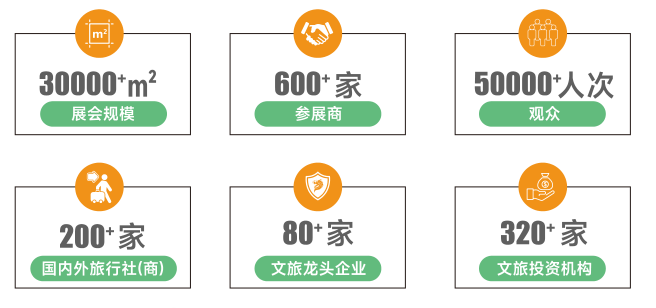 m²
30000+m²
展会规模
600+ 家
参展商
50000+人次
观众
200+ 家
国内外旅行社(商)
80+ 家
文旅龙头企业
320+ 家
文旅投资机构